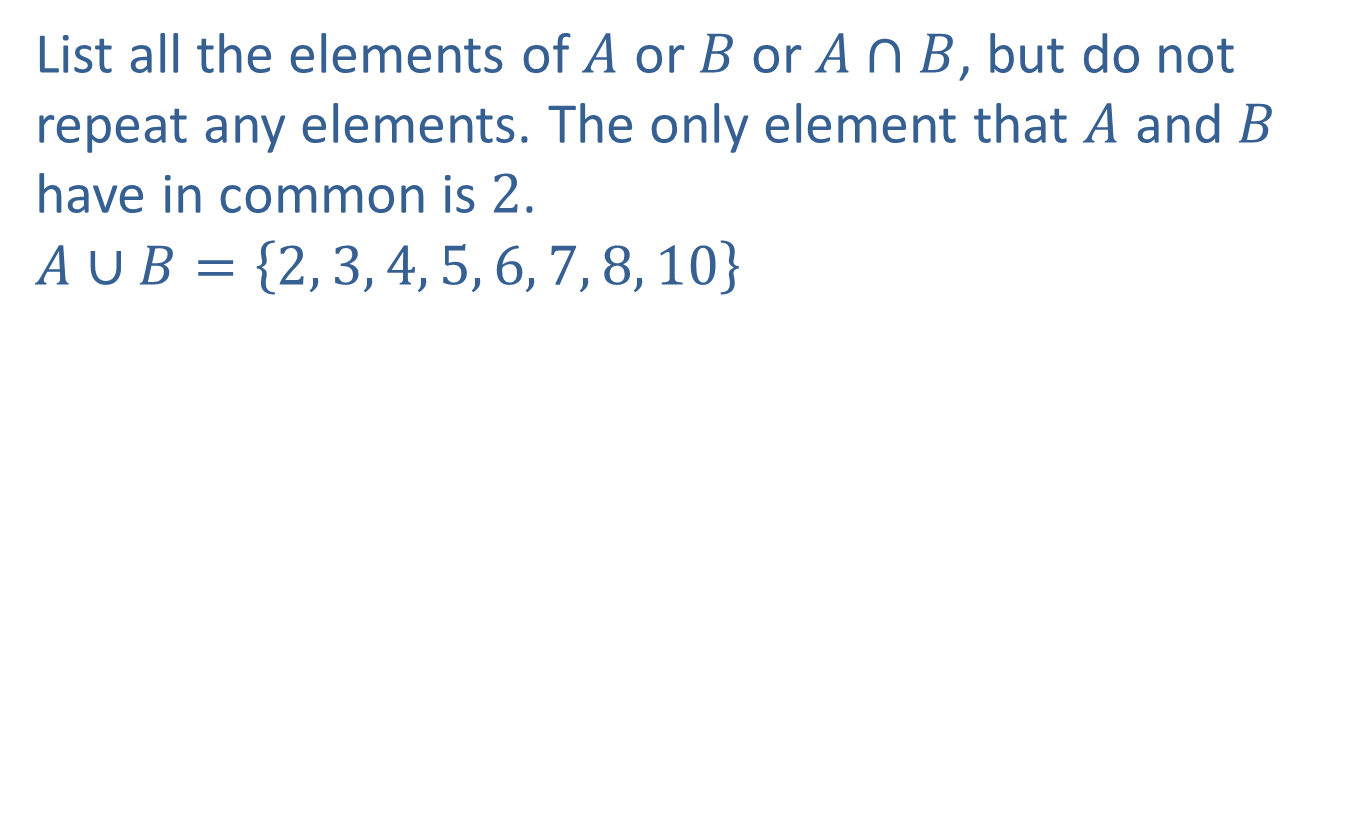 List all the elements of A or B or A ∩ B, but do not
repeat any elements. The only element that A and B
have in common is 2.
A ∪ B = {2, 3, 4, 5, 6, 7, 8, 10}